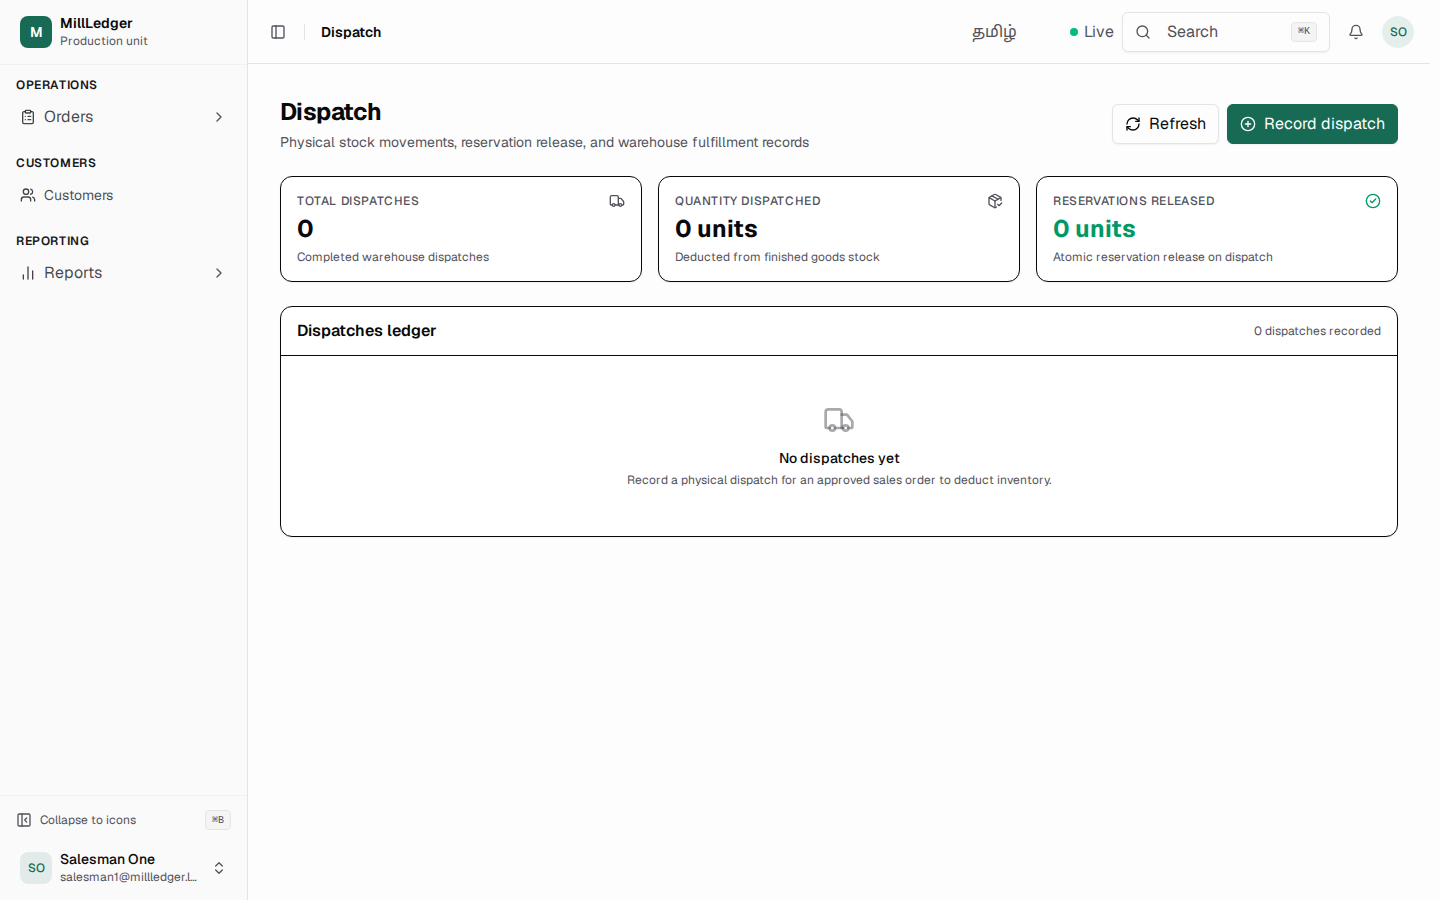 M
MillLedger
Production unit
OPERATIONS
Orders
CUSTOMERS
Customers
REPORTING
Reports
Collapse to icons ⌘B
SO
Salesman One
salesman1@millledger.l...
Dispatch
தமிழ்
Live
Search ⌘K
SO
Dispatch
Physical stock movements, reservation release, and warehouse fulfillment records
Refresh
Record dispatch
TOTAL DISPATCHES
0
Completed warehouse dispatches
QUANTITY DISPATCHED
0 units
Deducted from finished goods stock
RESERVATIONS RELEASED
0 units
Atomic reservation release on dispatch
Dispatches ledger
0 dispatches recorded
No dispatches yet
Record a physical dispatch for an approved sales order to deduct inventory.